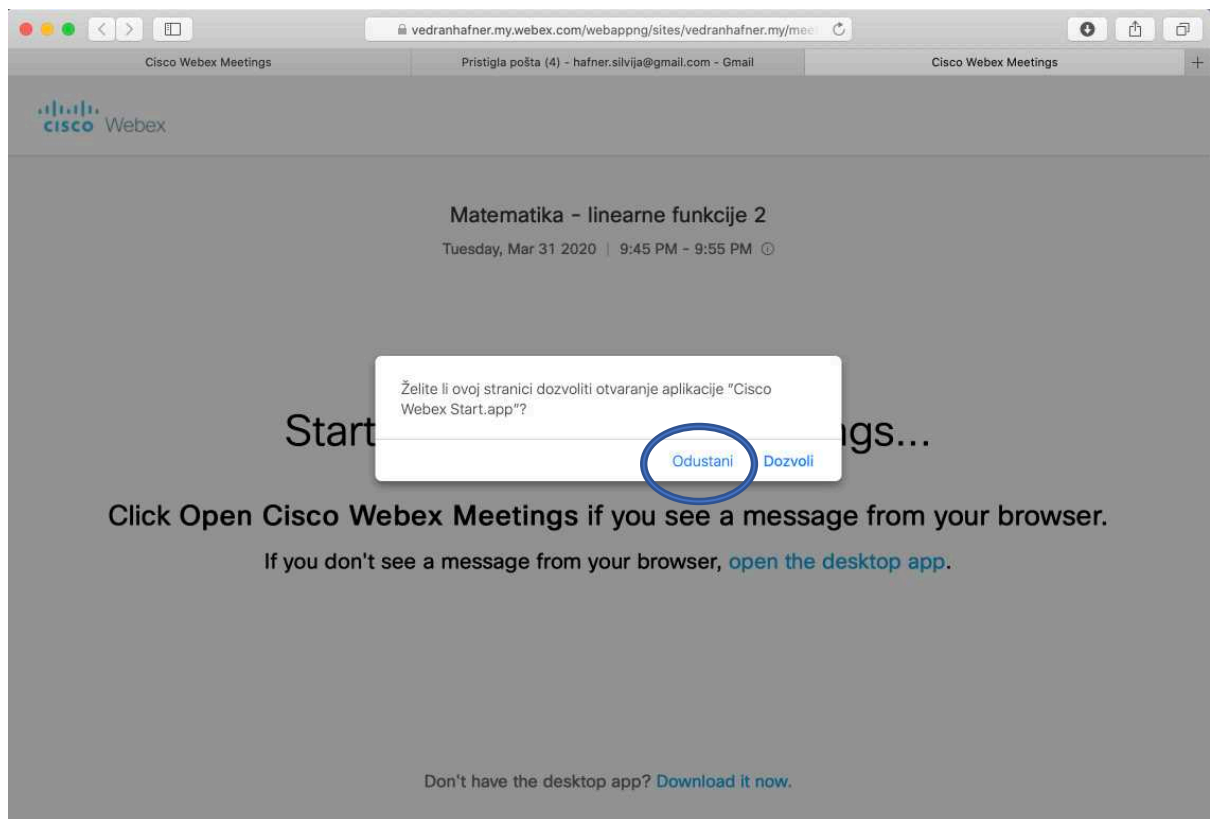 vedranhafner.my.webex.com/webappng/sites/vedranhafner.my/mee
Cisco Webex Meetings
Pristigla pošta (4) - hafner.silvija@gmail.com - Gmail
Cisco Webex Meetings
cisco Webex
Matematika - linearne funkcije 2
Tuesday, Mar 31 2020 | 9:45 PM - 9:55 PM
Želite li ovoj stranici dozvoliti otvaranje aplikacije "Cisco
Webex Start.app"?
Odustani Dozvoli
Start gs...
Click Open Cisco Webex Meetings if you see a message from your browser.
If you don't see a message from your browser, open the desktop app.
Don't have the desktop app? Download it now.